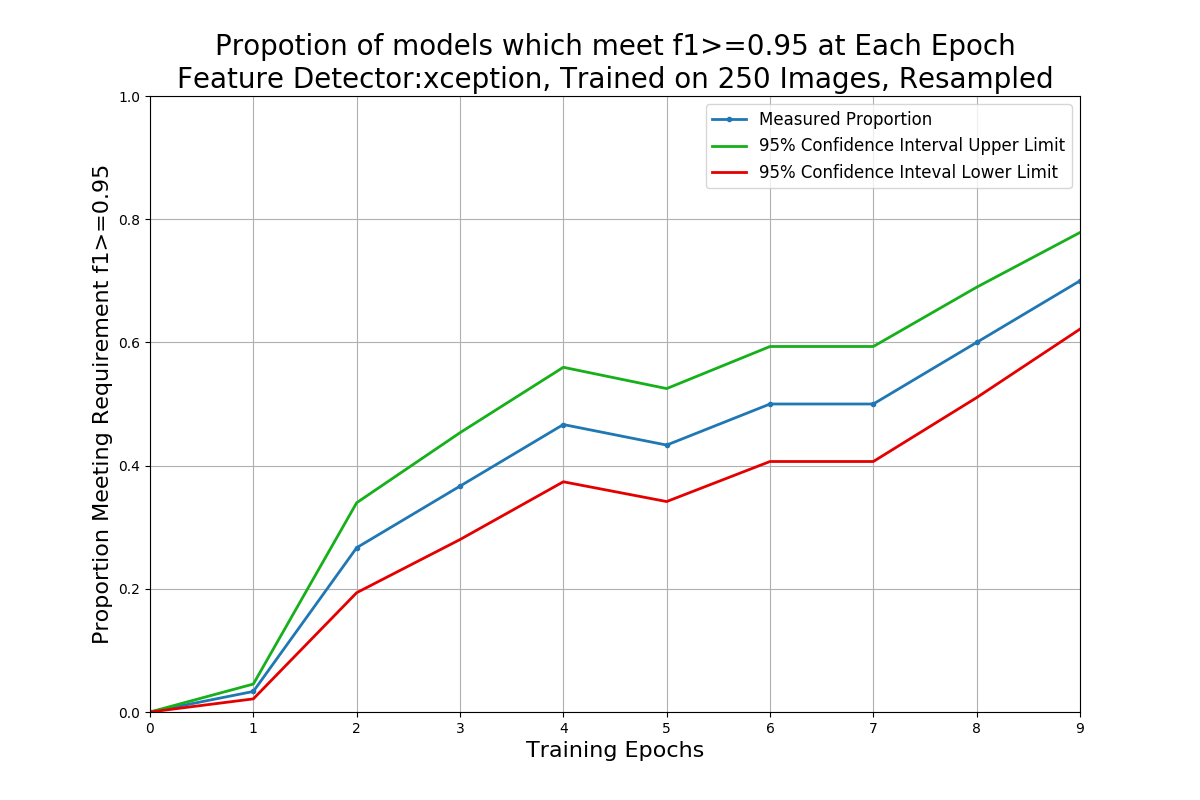 Propotion of models which meet f1>=0.95 at Each Epoch
Feature Detector:xception, Trained on 250 Images, Resampled
Measured Proportion
95% Confidence Interval Upper Limit
95% Confidence Inteval Lower Limit
Proportion Meeting Requirement f1>=0.95
1.0
0.8
0.6
0.4
0.2
0.0
0 1 2 3 4 5 6 7 8 9
Training Epochs